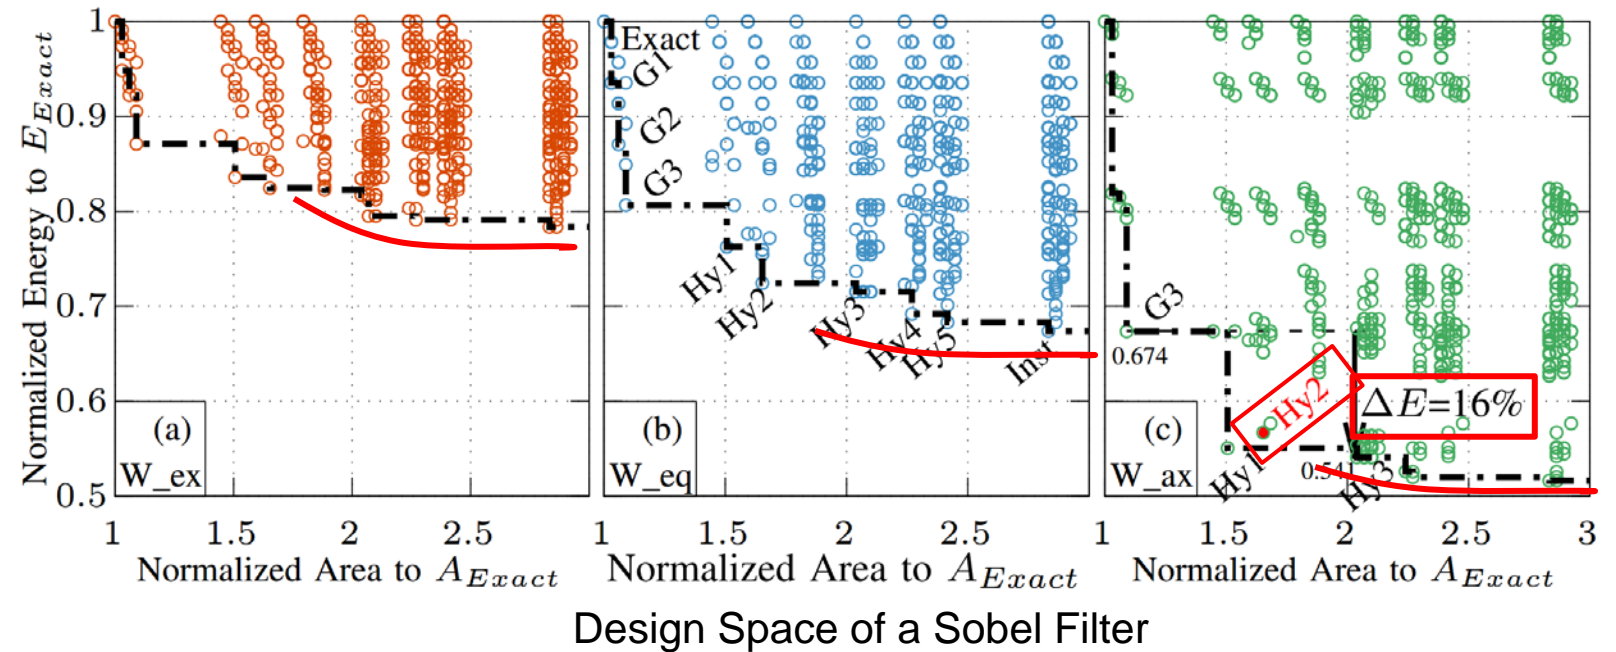 Normalized Energy to E_Exact
1
0.9
0.8
0.7
0.6
0.5
(a)
W_ex
1
1.5
2
2.5
Normalized Area to A_Exact
Exact
G1
G2
G3
Hy1
Hy2
Hy3
Hy4
Hy5
Inst
(b)
W_eq
1
1.5
2
2.5
Normalized Area to A_Exact
G3
0.674
Hy2
ΔE=16%
(c)
W_ax
Hy1
0.541
Hy3
1
1.5
2
2.5
3
Normalized Area to A_Exact
Design Space of a Sobel Filter